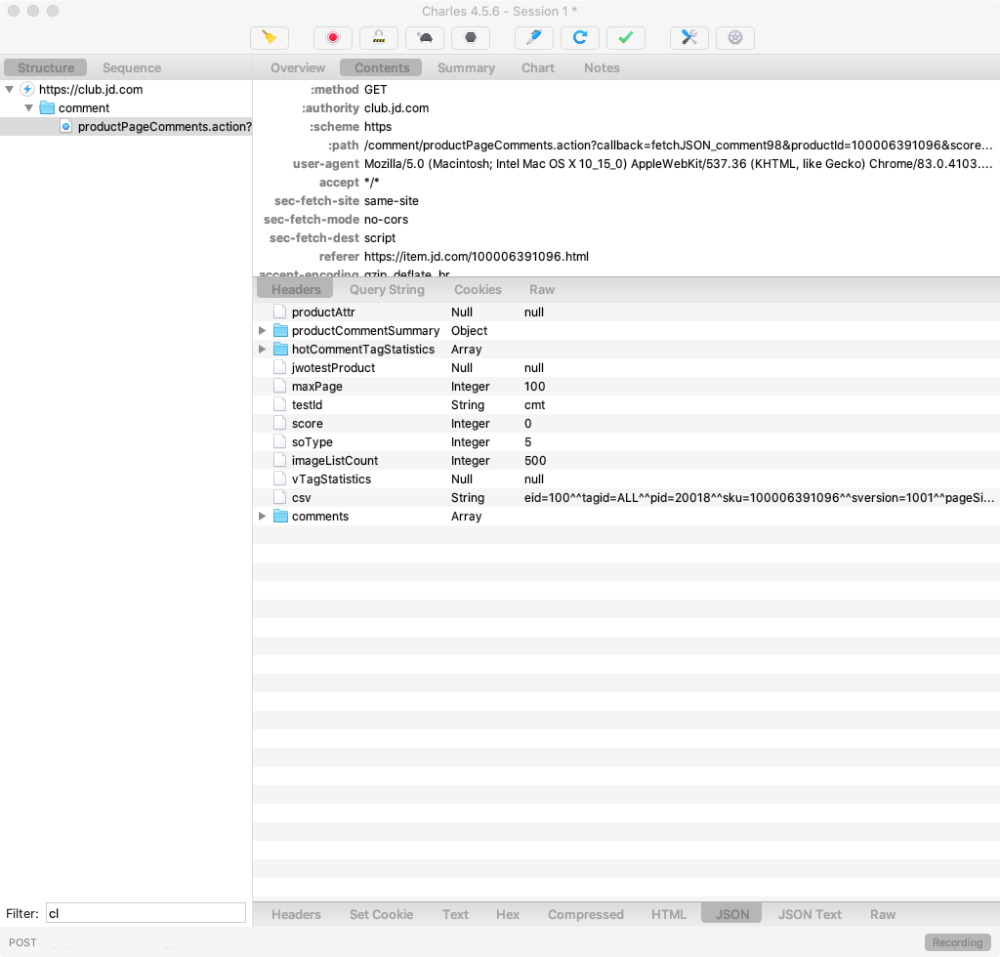 Charles 4.5.6 - Session 1 *
Structure Sequence
Overview Contents Summary Chart Notes
https://club.jd.com
comment
productPageComments.action?
:method GET
:authority club.jd.com
:scheme https
:path /comment/productPageComments.action?callback=fetchJSON_comment98&productId=100006391096&score...
user-agent Mozilla/5.0 (Macintosh; Intel Mac OS X 10_15_0) AppleWebKit/537.36 (KHTML, like Gecko) Chrome/83.0.4103....
accept */*
sec-fetch-site same-site
sec-fetch-mode no-cors
sec-fetch-dest script
referer https://item.jd.com/100006391096.html
accept-encoding gzip, deflate, br
Headers Query String Cookies Raw
productAttr Null null
productCommentSummary Object
hotCommentTagStatistics Array
jwotestProduct Null null
maxPage Integer 100
testId String cmt
score Integer 0
soType Integer 5
imageListCount Integer 500
vTagStatistics Null null
csv String eid=100^^tagid=ALL^^pid=20018^^sku=100006391096^^sversion=1001^^pageSi...
comments Array
Filter: cl
Headers Set Cookie Text Hex Compressed HTML JSON JSON Text Raw
POST
Recording